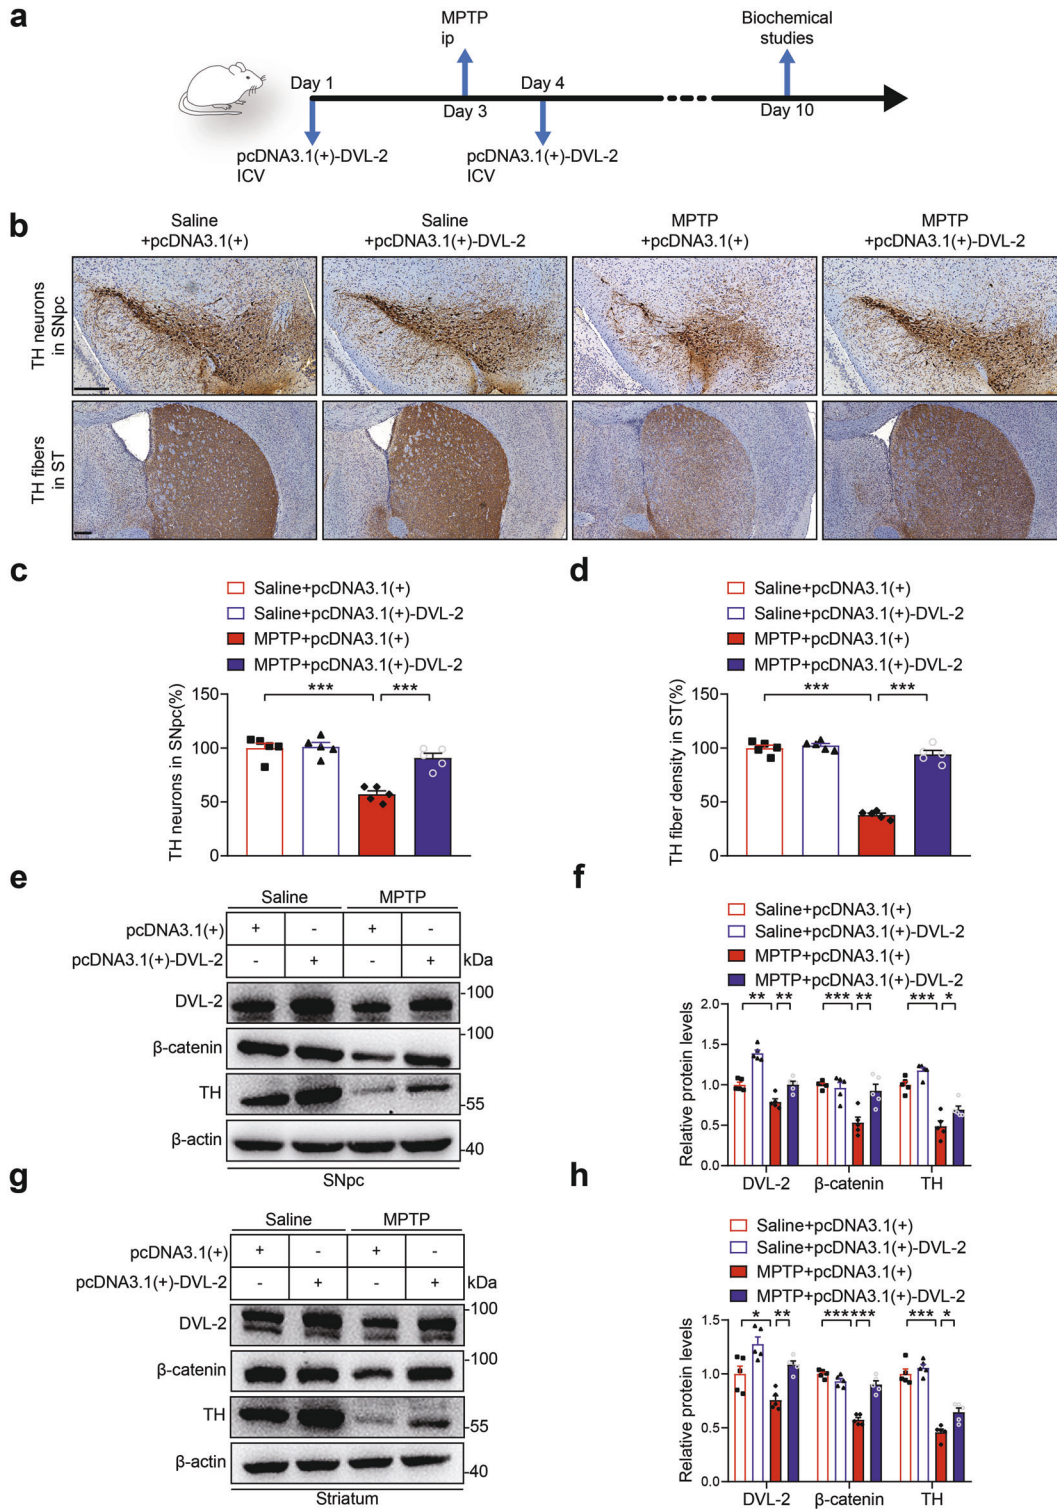 a
MPTP
ip
Biochemical
studies
Day 1
Day 4
Day 3
Day 10
pcDNA3.1(+)-DVL-2
ICV
pcDNA3.1(+)-DVL-2
ICV
b
Saline
+pcDNA3.1(+)
Saline
+pcDNA3.1(+)-DVL-2
MPTP
+pcDNA3.1(+)
MPTP
+pcDNA3.1(+)-DVL-2
TH neurons
in SNpc
TH fibers
in ST
c
Saline+pcDNA3.1(+)
Saline+pcDNA3.1(+)-DVL-2
MPTP+pcDNA3.1(+)
MPTP+pcDNA3.1(+)-DVL-2
TH neurons in SNpc(%)
150
100
50
0
*** ***
d
Saline+pcDNA3.1(+)
Saline+pcDNA3.1(+)-DVL-2
MPTP+pcDNA3.1(+)
MPTP+pcDNA3.1(+)-DVL-2
TH fiber density in ST(%)
150
100
50
0
*** ***
e
Saline MPTP
pcDNA3.1(+) + - + -
pcDNA3.1(+)-DVL-2 - + - + kDa
DVL-2 -100
-100
β-catenin
TH -55
β-actin -40
SNpc
f
Saline+pcDNA3.1(+)
Saline+pcDNA3.1(+)-DVL-2
MPTP+pcDNA3.1(+)
MPTP+pcDNA3.1(+)-DVL-2
Relative protein levels
2.0
1.5
1.0
0.5
0.0
** ** *** ** *** *
DVL-2 β-catenin TH
g
Saline MPTP
pcDNA3.1(+) + - + -
pcDNA3.1(+)-DVL-2 - + - + kDa
DVL-2 -100
β-catenin -100
TH -55
β-actin -40
Striatum
h
Saline+pcDNA3.1(+)
Saline+pcDNA3.1(+)-DVL-2
MPTP+pcDNA3.1(+)
MPTP+pcDNA3.1(+)-DVL-2
Relative protein levels
1.5
1.0
0.5
0.0
* ** *** *** *** *
DVL-2 β-catenin TH